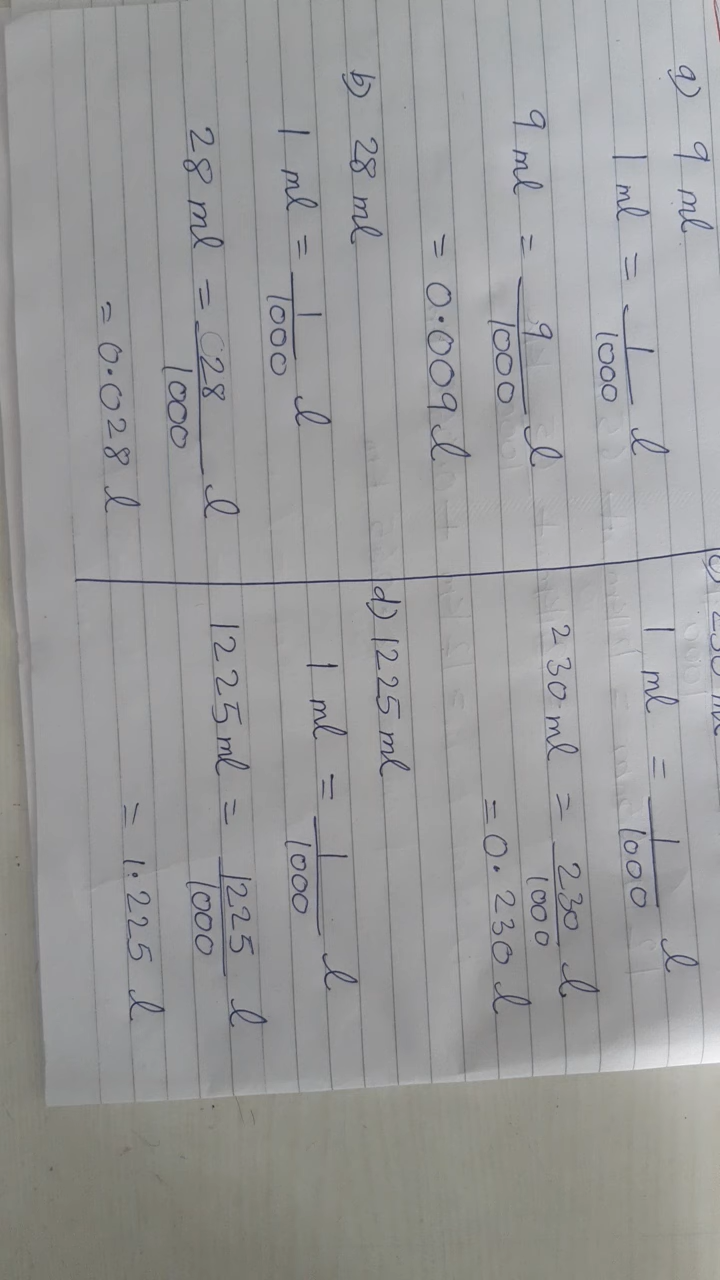 a) 9 ml
1 ml = 1/1000 l
9 ml = 9/1000 l
= 0.009 l
b) 28 ml
1 ml = 1/1000 l
28 ml = 28/1000 l
= 0.028 l
1 ml = 1/1000 l
230 ml = 230/1000 l
= 0.230 l
d) 1225 ml
1 ml = 1/1000 l
1225 ml = 1225/1000 l
= 1.225 l